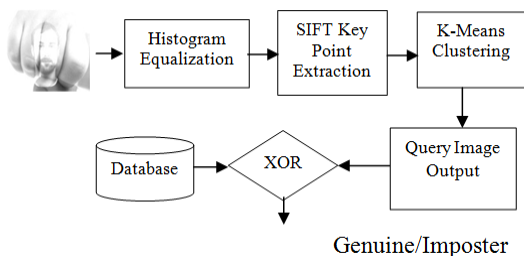 Histogram
Equalization
SIFT Key
Point
Extraction
K-Means
Clustering
Database
XOR
Query Image
Output
Genuine/Imposter